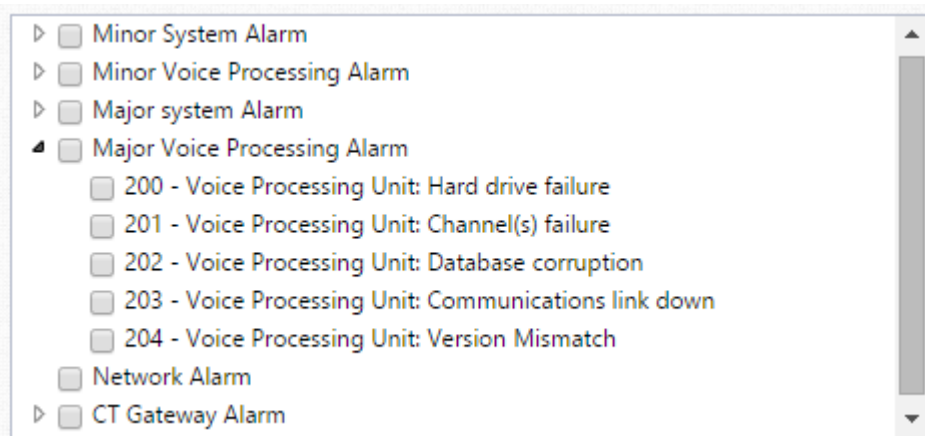 Minor System Alarm
Minor Voice Processing Alarm
Major system Alarm
Major Voice Processing Alarm
200 - Voice Processing Unit: Hard drive failure
201 - Voice Processing Unit: Channel(s) failure
202 - Voice Processing Unit: Database corruption
203 - Voice Processing Unit: Communications link down
204 - Voice Processing Unit: Version Mismatch
Network Alarm
CT Gateway Alarm